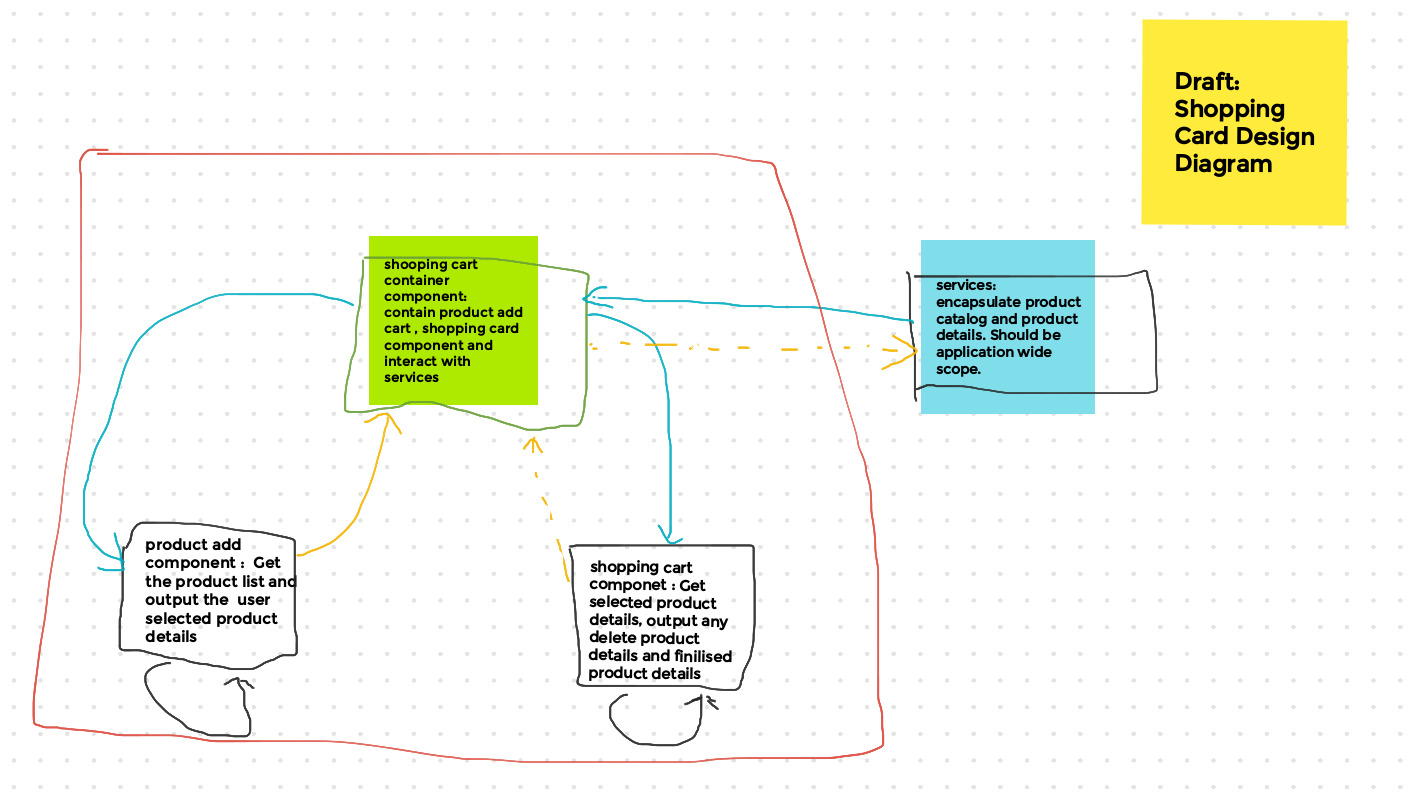 Draft:
Shopping
Card Design
Diagram
shooping cart
container
component:
contain product add
cart , shopping card
component and
interact with
services
services:
encapsulate product
catalog and product
details. Should be
application wide
scope.
product add
component :  Get
the product list and
output the  user
selected product
details
shopping cart
componet : Get
selected product
details, output any
delete product
details and finilised
product details